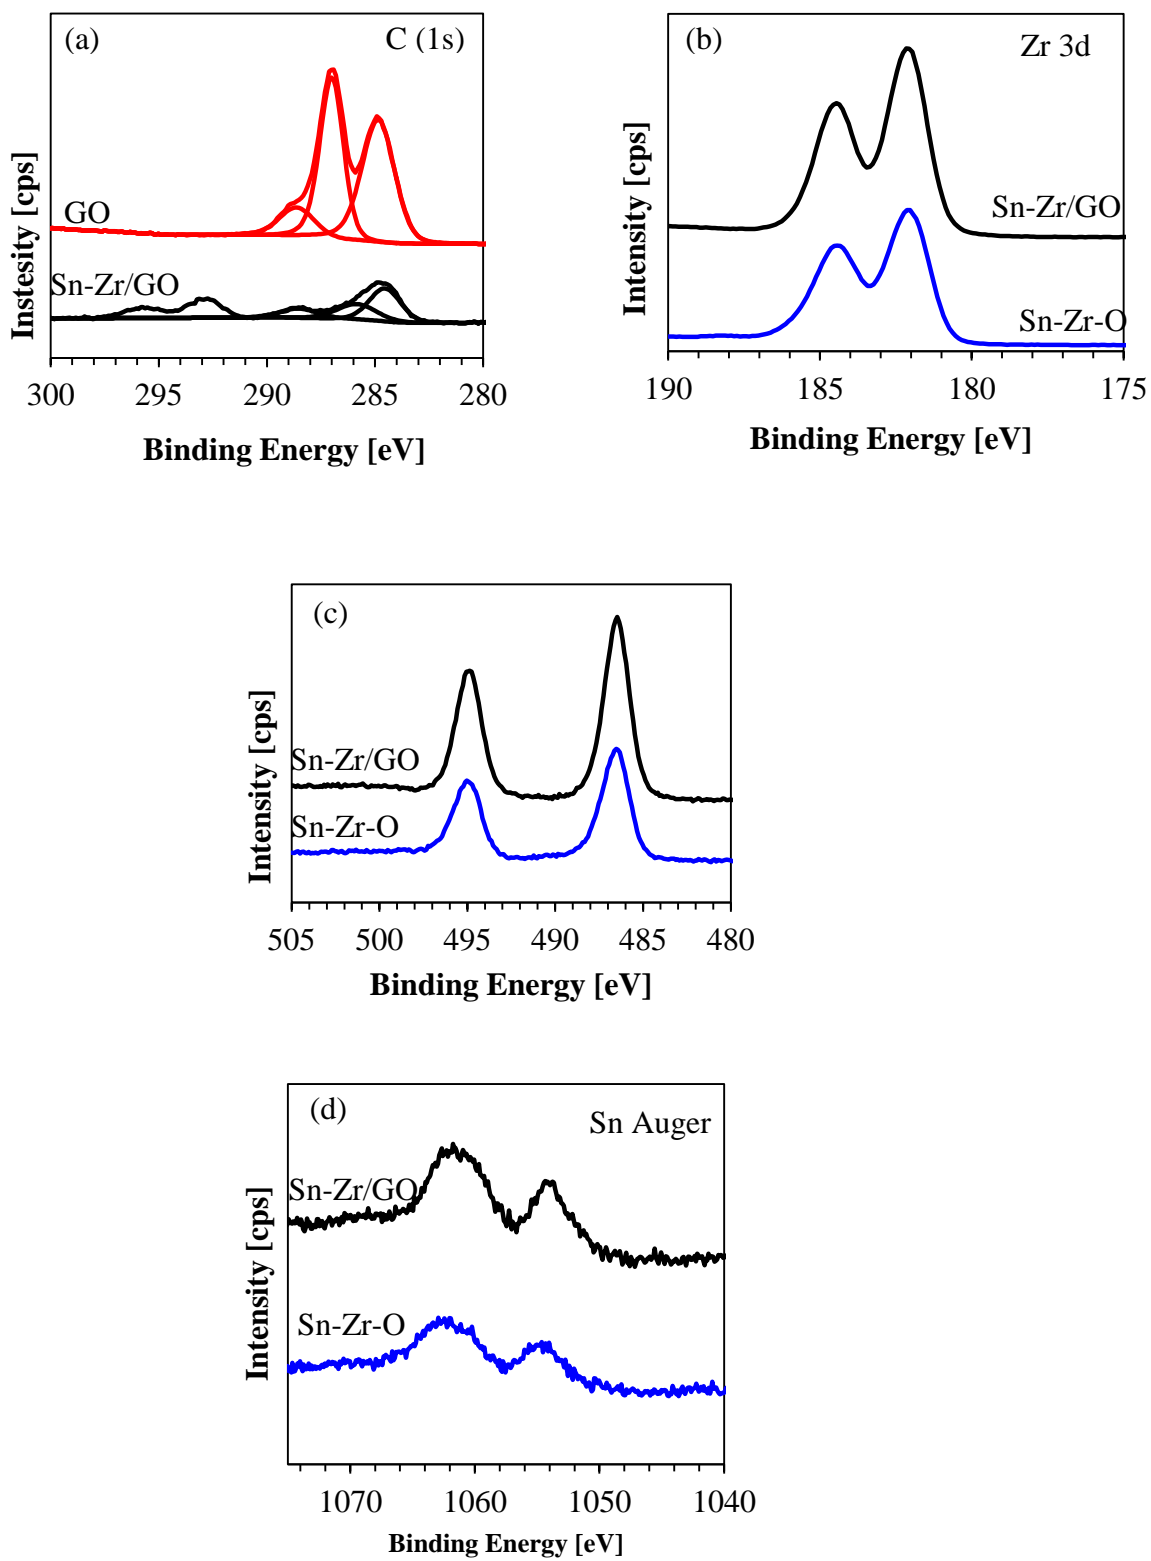 (a)
C (1s)
Instesity [cps]
GO
Sn-Zr/GO
300
295
290
285
280
Binding Energy [eV]
(b)
Zr 3d
Intensity [cps]
Sn-Zr/GO
Sn-Zr-O
190
185
180
175
Binding Energy [eV]
(c)
Intensity [cps]
Sn-Zr/GO
Sn-Zr-O
505
500
495
490
485
480
Binding Energy [eV]
(d)
Sn Auger
Intensity [cps]
Sn-Zr/GO
Sn-Zr-O
1070
1060
1050
1040
Binding Energy [eV]